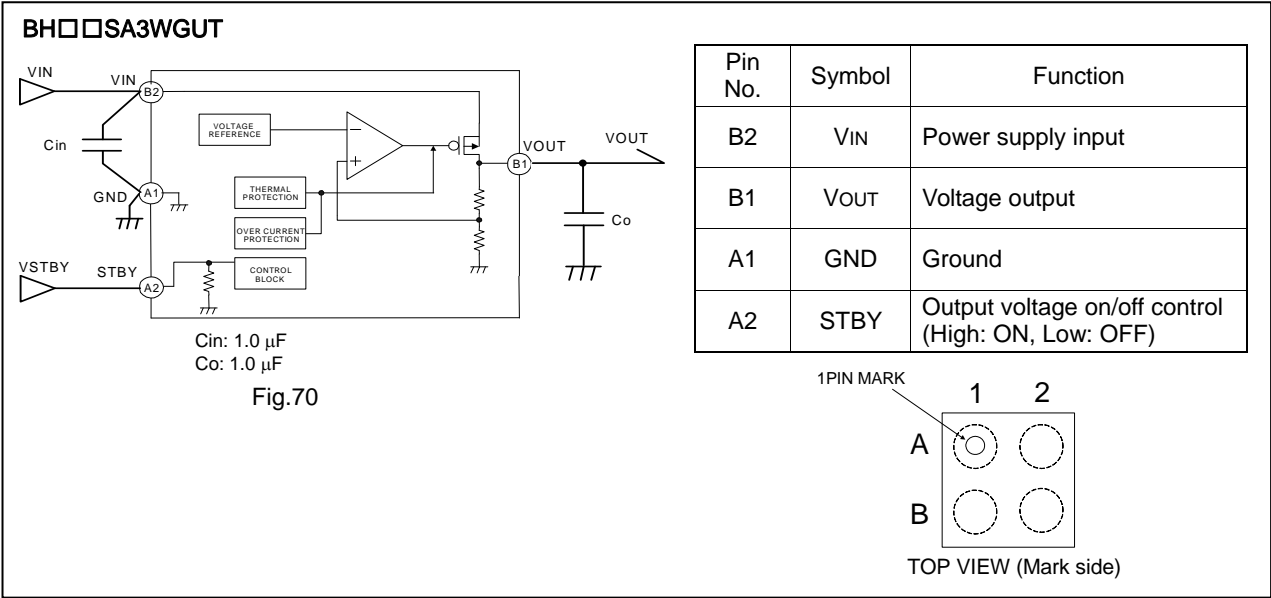 BH□□SA3WGUT
VIN
VIN
B2
Cin
GND
A1
VSTBY
STBY
A2
VOLTAGE
REFERENCE
THERMAL
PROTECTION
OVER CURRENT
PROTECTION
CONTROL
BLOCK
−
+
VOUT
B1
VOUT
Co
Cin: 1.0 μF
Co: 1.0 μF
Fig.70
Pin No. Symbol Function
B2 VIN Power supply input
B1 VOUT Voltage output
A1 GND Ground
A2 STBY Output voltage on/off control
(High: ON, Low: OFF)
1PIN MARK
1 2
A
B
TOP VIEW (Mark side)